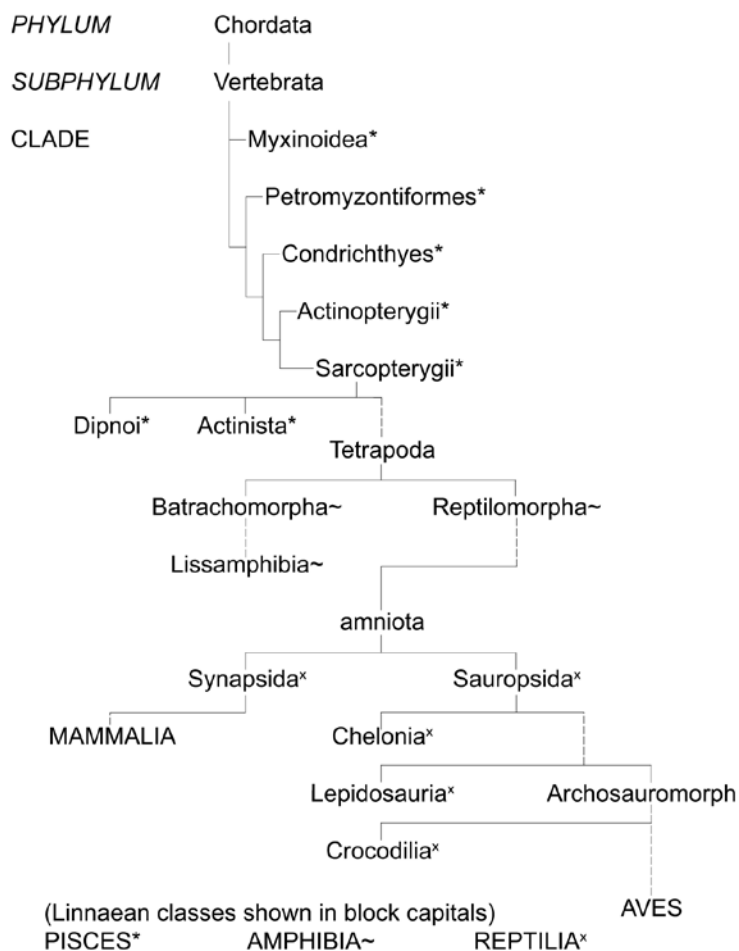 PHYLUM Chordata
SUBPHYLUM Vertebrata
CLADE Myxinoidea*
Petromyzontiformes*
Condrichthyes*
Actinopterygii*
Sarcopterygii*
Dipnoi* Actinista*
Tetrapoda
Batrachomorpha~ Reptilomorpha~
Lissamphibia~
amniota
Synapsidaˣ Sauropsidaˣ
MAMMALIA Cheloniaˣ
Lepidosauriaˣ Archosauromorph
Crocodiliaˣ
AVES
(Linnaean classes shown in block capitals)
PISCES* AMPHIBIA~ REPTILIAˣ